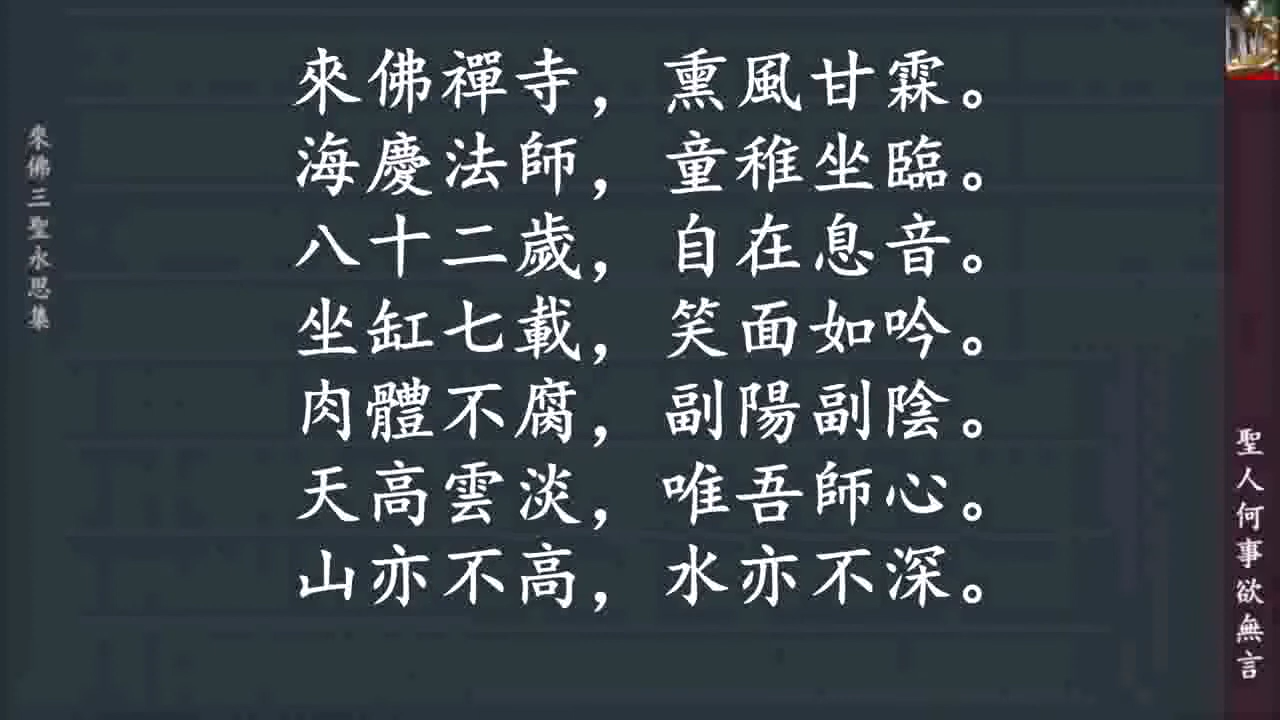 來佛禪寺，熏風甘霖。
海慶法師，童稚坐臨。
八十二歲，自在息音。
坐缸七載，笑面如吟。
肉體不腐，副陽副陰。
天高雲淡，唯吾師心。
山亦不高，水亦不深。
來佛三聖永思集
聖人何事欲無言